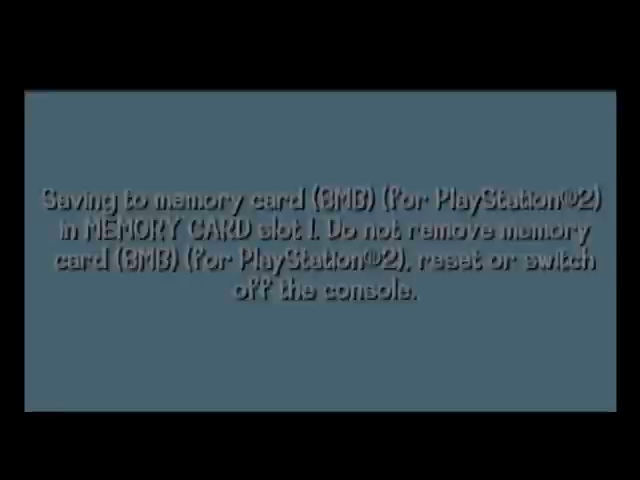 Saving to memory card (8MB) (for PlayStation®2)
in MEMORY CARD slot 1. Do not remove memory
card (8MB) (for PlayStation®2), reset or switch
off the console.